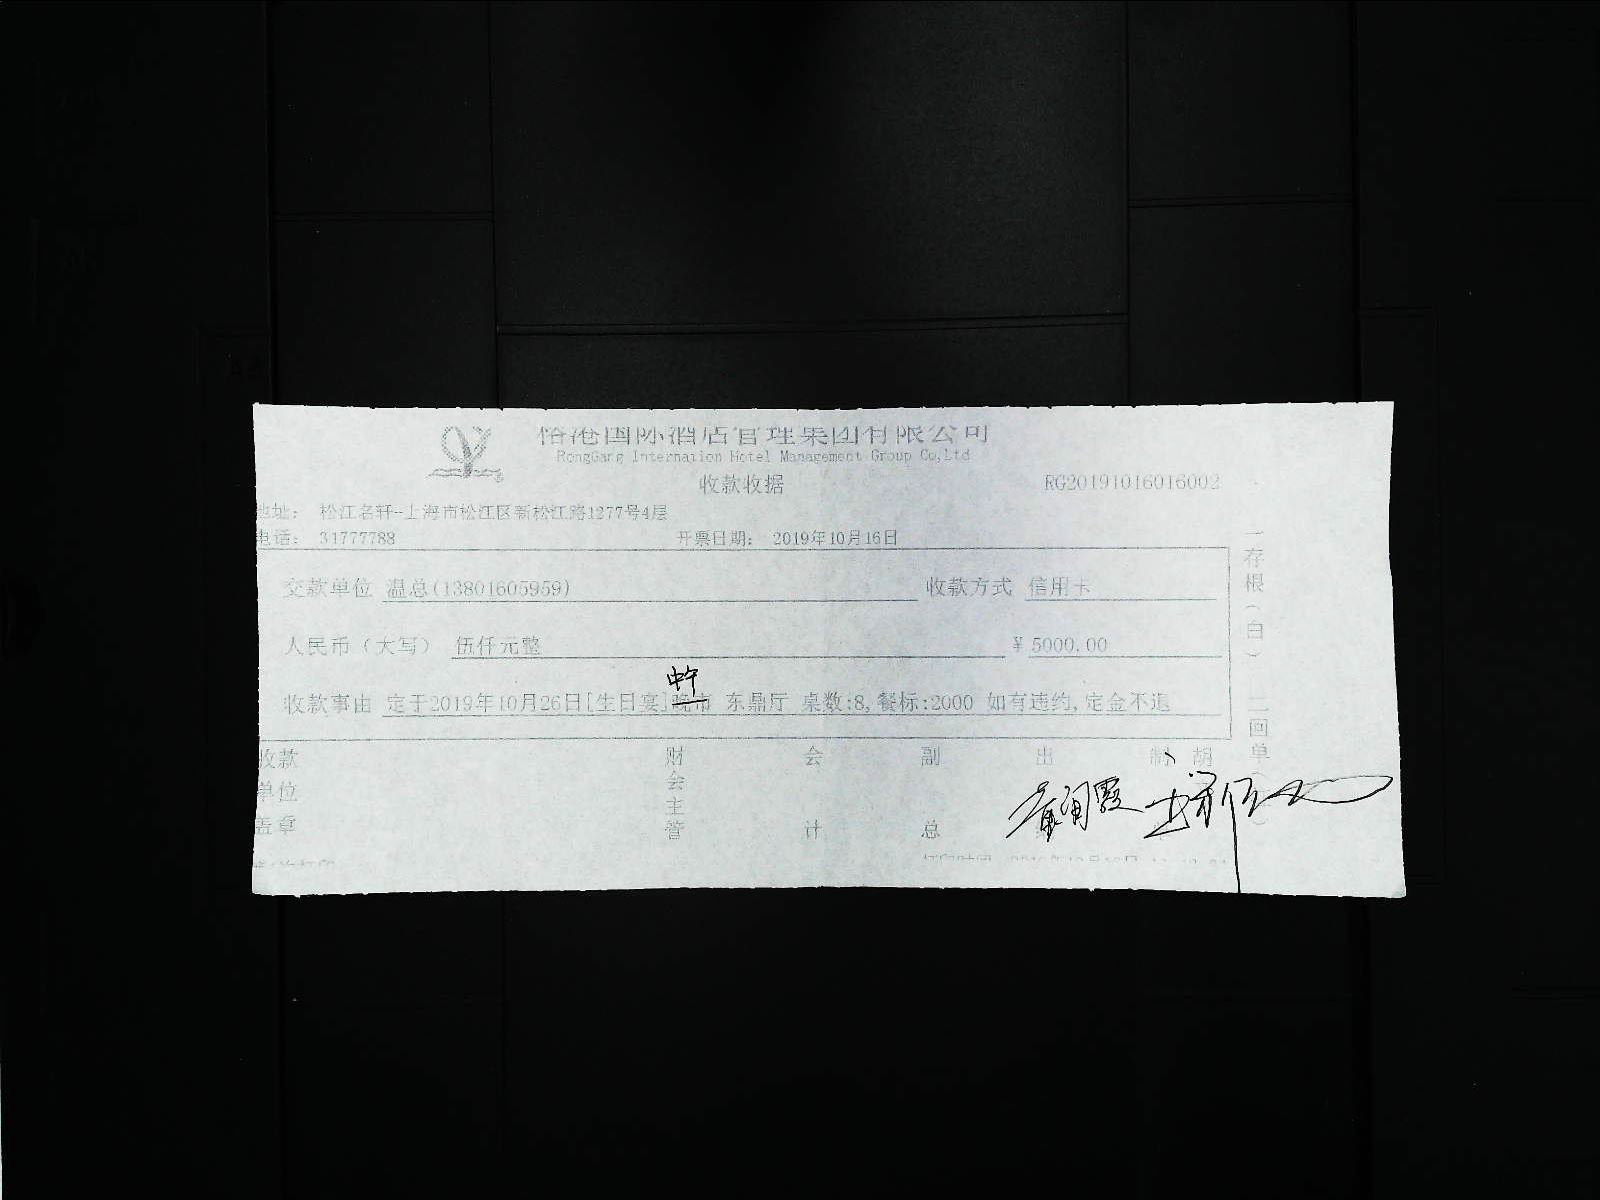 国际酒店管理集团有限公司
RongGang Internaiion Hotel Management Group Co,Ltd
收款收据 RG20191016016002
地址： 松江名轩-上海市松江区新松江路1277号4层
电话： 31777788 开票日期： 2019年10月16日
交款单位 温总(13801605959) 收款方式 信用卡
人民币（大写） 伍仟元整 ￥5000.00
中午
收款事由 定于2019年10月26日[生日宴]晚市 东鼎厅 桌数:8,餐标:2000 如有违约,定金不退
一存根（白） 二回单
收款单位盖章 财会主管 会计 副总 出 制 胡